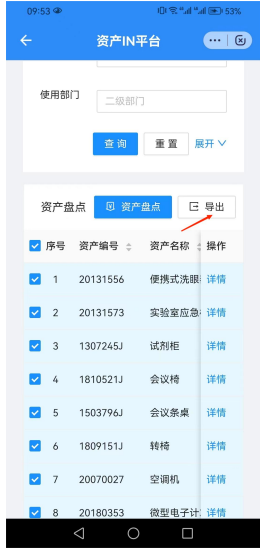 09:53 53%
资产IN平台
使用部门 二级部门
查 询 重 置 展开
资产盘点 资产盘点 导出
序号 资产编号 资产名称 操作
1 20131556 便携式洗眼 详情
2 20131573 实验室应急 详情
3 1307245J 试剂柜 详情
4 1810521J 会议椅 详情
5 1503796J 会议条桌 详情
6 1809151J 转椅 详情
7 20070027 空调机 详情
8 20180353 微型电子计 详情